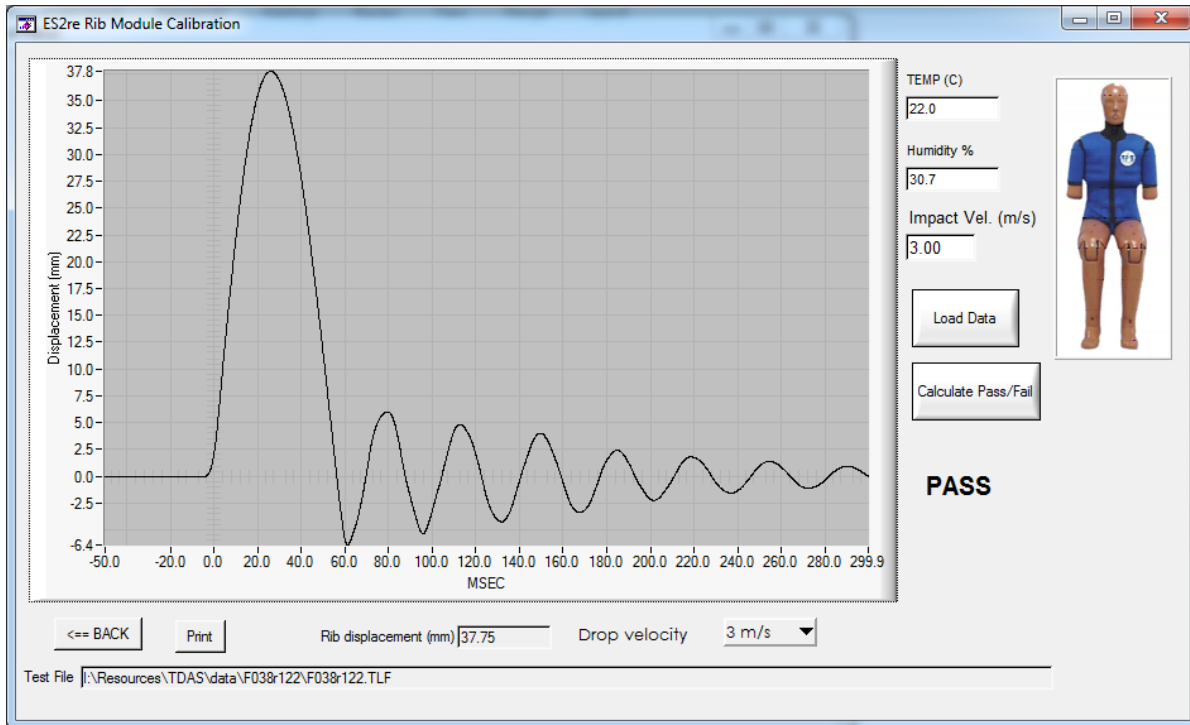 ES2re Rib Module Calibration
37.8
35.0
32.5
30.0
27.5
25.0
22.5
20.0
17.5
15.0
12.5
10.0
7.5
5.0
2.5
0.0
-2.5
-6.4
Displacement (mm)
-50.0 -20.0 0.0 20.0 40.0 60.0 80.0 100.0 120.0 140.0 160.0 180.0 200.0 220.0 240.0 260.0 280.0 299.9
MSEC
TEMP (C)
22.0
Humidity %
30.7
Impact Vel. (m/s)
3.00
Load Data
Calculate Pass/Fail
PASS
<== BACK
Print
Rib displacement (mm) 37.75
Drop velocity
3 m/s
Test File I:\Resources\TDAS\data\F038r122\F038r122.TLF